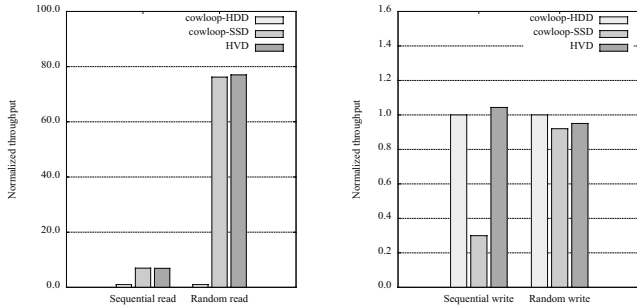 100.0
80.0
60.0
40.0
20.0
0.0
Normalized throughput
cowloop-HDD
cowloop-SSD
HVD
Sequential read
Random read
1.6
1.4
1.2
1.0
0.8
0.6
0.4
0.2
0.0
Normalized throughput
cowloop-HDD
cowloop-SSD
HVD
Sequential write
Random write